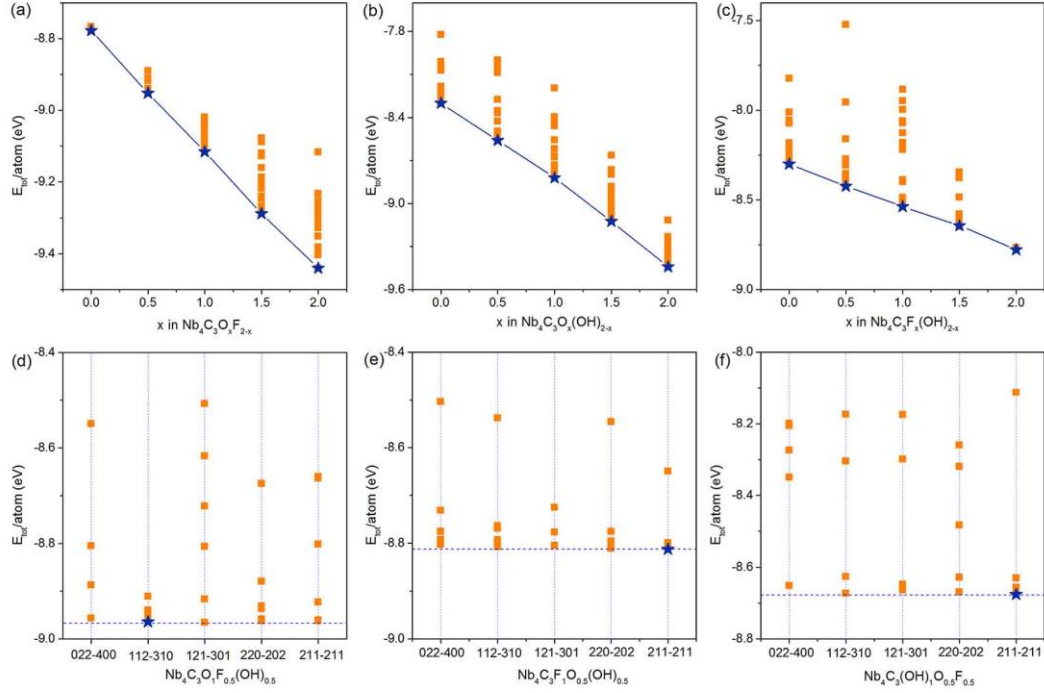 (a)
E_tot/atom (eV)
-8.8
-9.0
-9.2
-9.4
0.0 0.5 1.0 1.5 2.0
x in Nb₄C₃OₓF₂₋ₓ
(b)
E_tot/atom (eV)
-7.8
-8.4
-9.0
-9.6
0.0 0.5 1.0 1.5 2.0
x in Nb₄C₃Oₓ(OH)₂₋ₓ
(c)
E_tot/atom (eV)
-7.5
-8.0
-8.5
-9.0
0.0 0.5 1.0 1.5 2.0
x in Nb₄C₃Fₓ(OH)₂₋ₓ
(d)
E_tot/atom (eV)
-8.4
-8.6
-8.8
-9.0
022-400 112-310 121-301 220-202 211-211
Nb₄C₃O₁F₀.₅(OH)₀.₅
(e)
E_tot/atom (eV)
-8.4
-8.6
-8.8
-9.0
022-400 112-310 121-301 220-202 211-211
Nb₄C₃F₁O₀.₅(OH)₀.₅
(f)
E_tot/atom (eV)
-8.0
-8.2
-8.4
-8.6
-8.8
022-400 112-310 121-301 220-202 211-211
Nb₄C₃(OH)₁O₀.₅F₀.₅